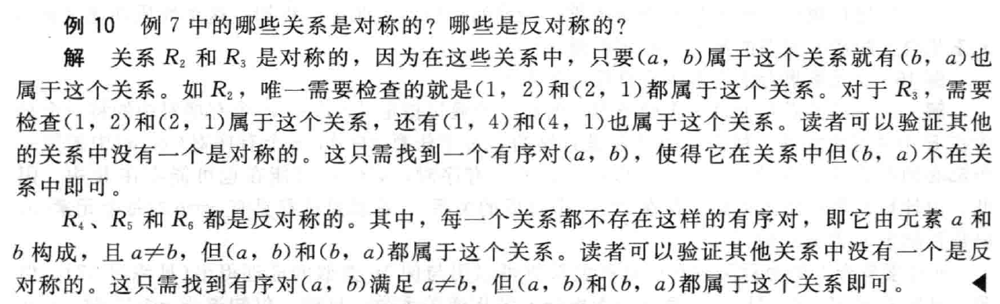 例 10　例 7 中的哪些关系是对称的？哪些是反对称的？
解　关系 R₂ 和 R₃ 是对称的，因为在这些关系中，只要(a，b)属于这个关系就有(b，a)也
属于这个关系。如 R₂，唯一需要检查的就是(1，2)和(2，1)都属于这个关系。对于 R₃，需要
检查(1，2)和(2，1)属于这个关系，还有(1，4)和(4，1)也属于这个关系。读者可以验证其他
的关系中没有一个是对称的。这只需找到一个有序对(a，b)，使得它在关系中但(b，a)不在关
系中即可。
R₄、R₅ 和 R₆ 都是反对称的。其中，每一个关系都不存在这样的有序对，即它由元素 a 和
b 构成，且 a≠b，但(a，b)和(b，a)都属于这个关系。读者可以验证其他关系中没有一个是反
对称的。这只需找到有序对(a，b)满足 a≠b，但(a，b)和(b，a)都属于这个关系即可。 ◀